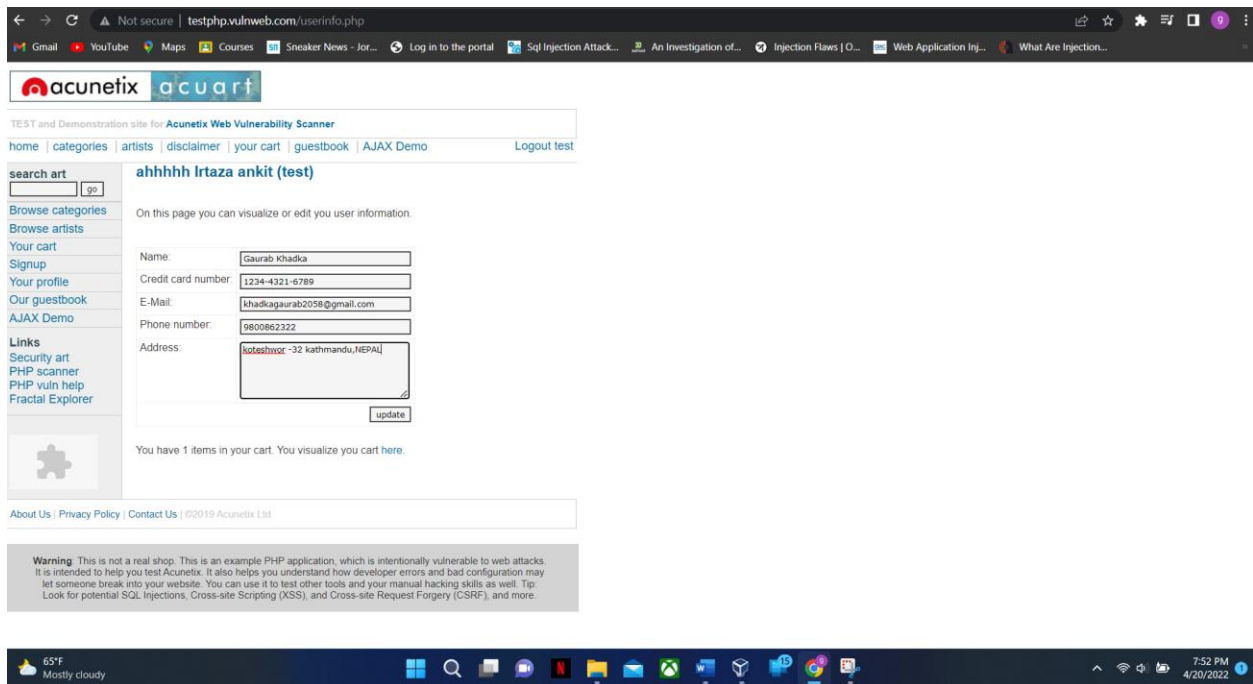 Not secure | testphp.vulnweb.com/userinfo.php
Gmail YouTube Maps Courses Sneaker News - Jor... Log in to the portal Sql Injection Attack... An Investigation of... Injection Flaws | O... Web Application Inj... What Are Injection...
acunetix acuart
TEST and Demonstration site for Acunetix Web Vulnerability Scanner
home | categories | artists | disclaimer | your cart | guestbook | AJAX Demo Logout test
search art
go
Browse categories
Browse artists
Your cart
Signup
Your profile
Our guestbook
AJAX Demo
Links
Security art
PHP scanner
PHP vuln help
Fractal Explorer
ahhhhh Irtaza ankit (test)
On this page you can visualize or edit you user information.
Name: Gaurab Khadka
Credit card number: 1234-4321-6789
E-Mail: khadkagaurab2058@gmail.com
Phone number: 9800862322
Address: koteshwor -32 kathmandu,NEPAL
update
You have 1 items in your cart. You visualize you cart here.
About Us | Privacy Policy | Contact Us | ©2019 Acunetix Ltd
Warning: This is not a real shop. This is an example PHP application, which is intentionally vulnerable to web attacks.
It is intended to help you test Acunetix. It also helps you understand how developer errors and bad configuration may
let someone break into your website. You can use it to test other tools and your manual hacking skills as well. Tip:
Look for potential SQL Injections, Cross-site Scripting (XSS), and Cross-site Request Forgery (CSRF), and more.
65°F
Mostly cloudy
15
7:52 PM
4/20/2022
1